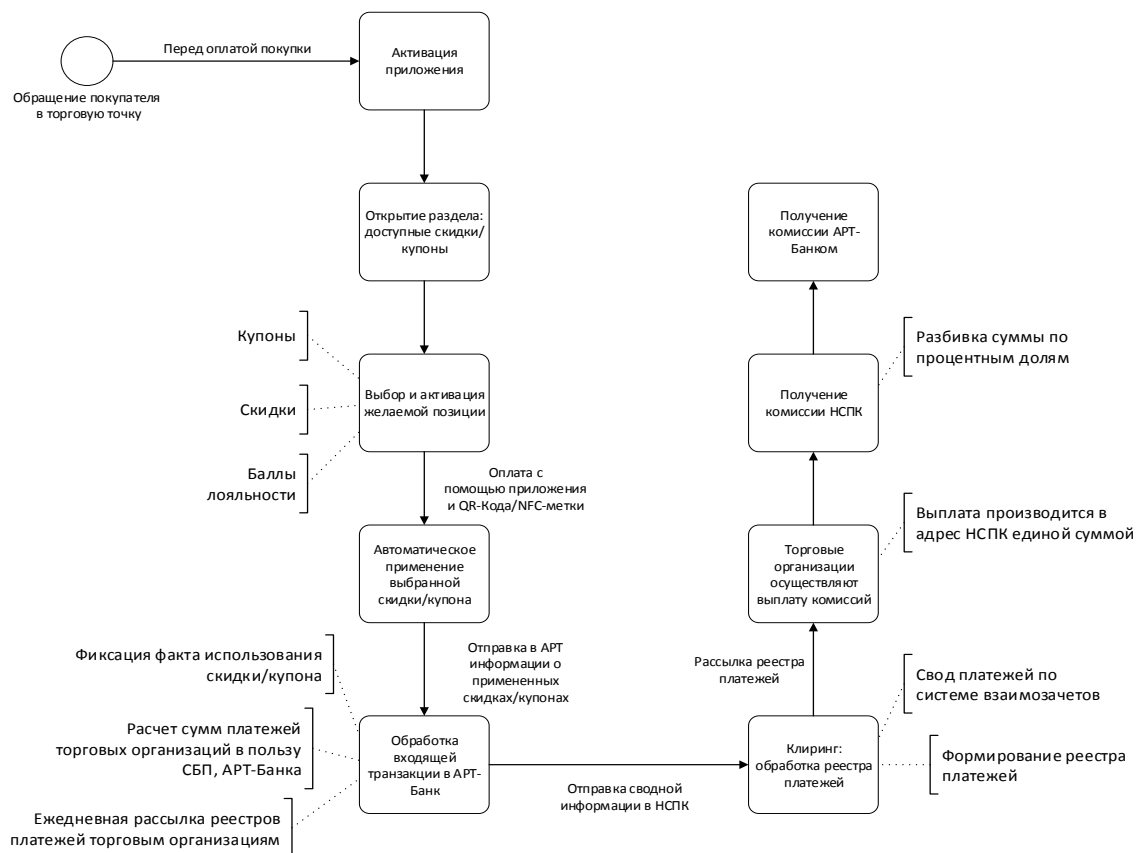 Перед оплатой покупки
Обращение покупателя
в торговую точку
Активация
приложения
Открытие раздела:
доступные скидки/
купоны
Купоны
Скидки
Баллы
лояльности
Выбор и активация
желаемой позиции
Оплата с
помощью приложения
и QR-Кода/NFC-метки
Автоматическое
применение
выбранной
скидки/купона
Отправка в АРТ
информации о
примененных
скидках/купонах
Фиксация факта использования
скидки/купона
Расчет сумм платежей
торговых организаций в пользу
СБП, АРТ-Банка
Ежедневная рассылка реестров
платежей торговым организациям
Обработка
входящей
транзакции в АРТ-
Банк
Отправка сводной
информации в НСПК
Клиринг:
обработка реестра
платежей
Свод платежей по
системе взаимозачетов
Формирование реестра
платежей
Рассылка реестра
платежей
Торговые
организации
осуществляют
выплату комиссий
Выплата производится в
адрес НСПК единой суммой
Получение
комиссии НСПК
Разбивка суммы по
процентным долям
Получение
комиссии АРТ-
Банком